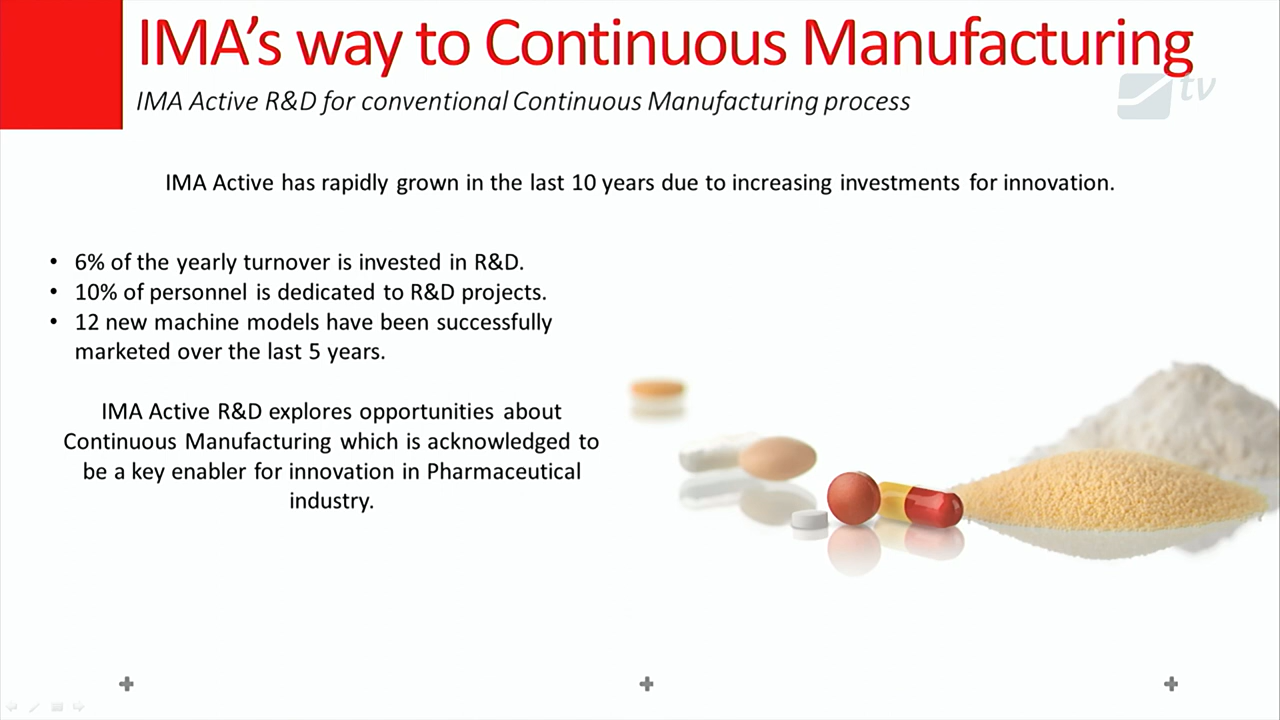 IMA's way to Continuous Manufacturing
IMA Active R&D for conventional Continuous Manufacturing process
tv
IMA Active has rapidly grown in the last 10 years due to increasing investments for innovation.
• 6% of the yearly turnover is invested in R&D.
• 10% of personnel is dedicated to R&D projects.
• 12 new machine models have been successfully
marketed over the last 5 years.
IMA Active R&D explores opportunities about
Continuous Manufacturing which is acknowledged to
be a key enabler for innovation in Pharmaceutical
industry.